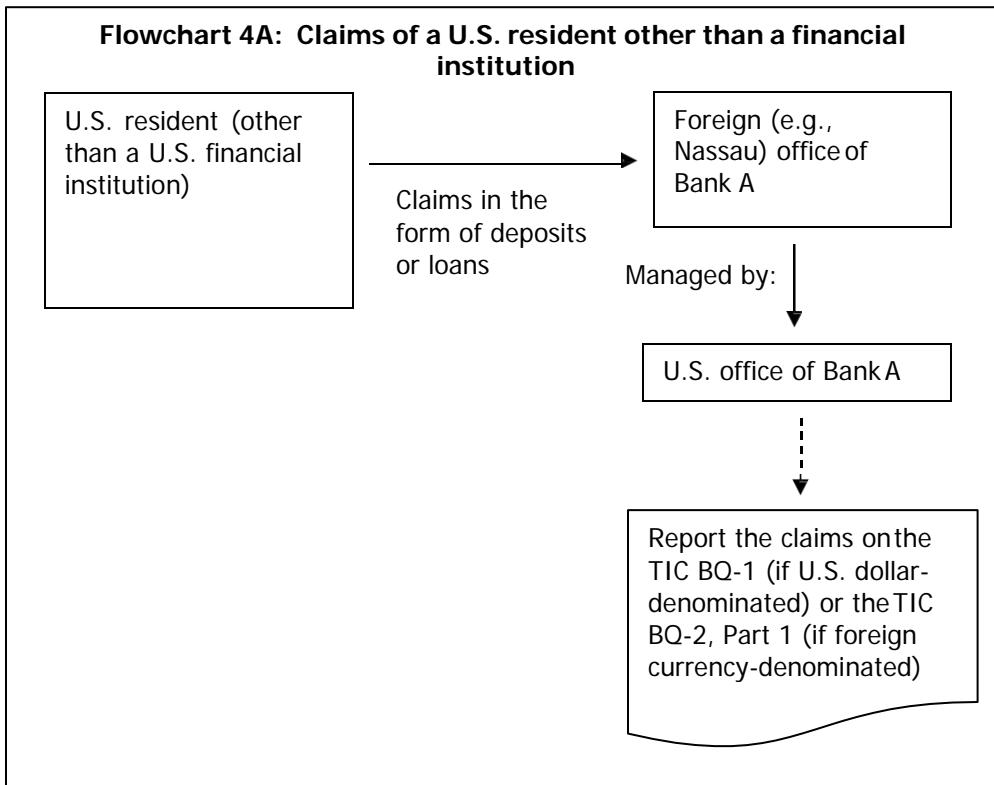 Flowchart 4A: Claims of a U.S. resident other than a financial
institution
U.S. resident (other
than a U.S. financial
institution)
Claims in the
form of deposits
or loans
Foreign (e.g.,
Nassau) office of
Bank A
Managed by:
U.S. office of Bank A
Report the claims on the
TIC BQ-1 (if U.S. dollar-
denominated) or the TIC
BQ-2, Part 1 (if foreign
currency-denominated)